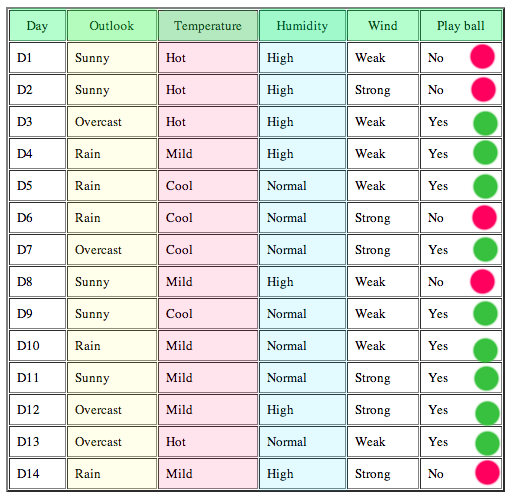 Day Outlook Temperature Humidity Wind Play ball
D1 Sunny Hot High Weak No
D2 Sunny Hot High Strong No
D3 Overcast Hot High Weak Yes
D4 Rain Mild High Weak Yes
D5 Rain Cool Normal Weak Yes
D6 Rain Cool Normal Strong No
D7 Overcast Cool Normal Strong Yes
D8 Sunny Mild High Weak No
D9 Sunny Cool Normal Weak Yes
D10 Rain Mild Normal Weak Yes
D11 Sunny Mild Normal Strong Yes
D12 Overcast Mild High Strong Yes
D13 Overcast Hot Normal Weak Yes
D14 Rain Mild High Strong No